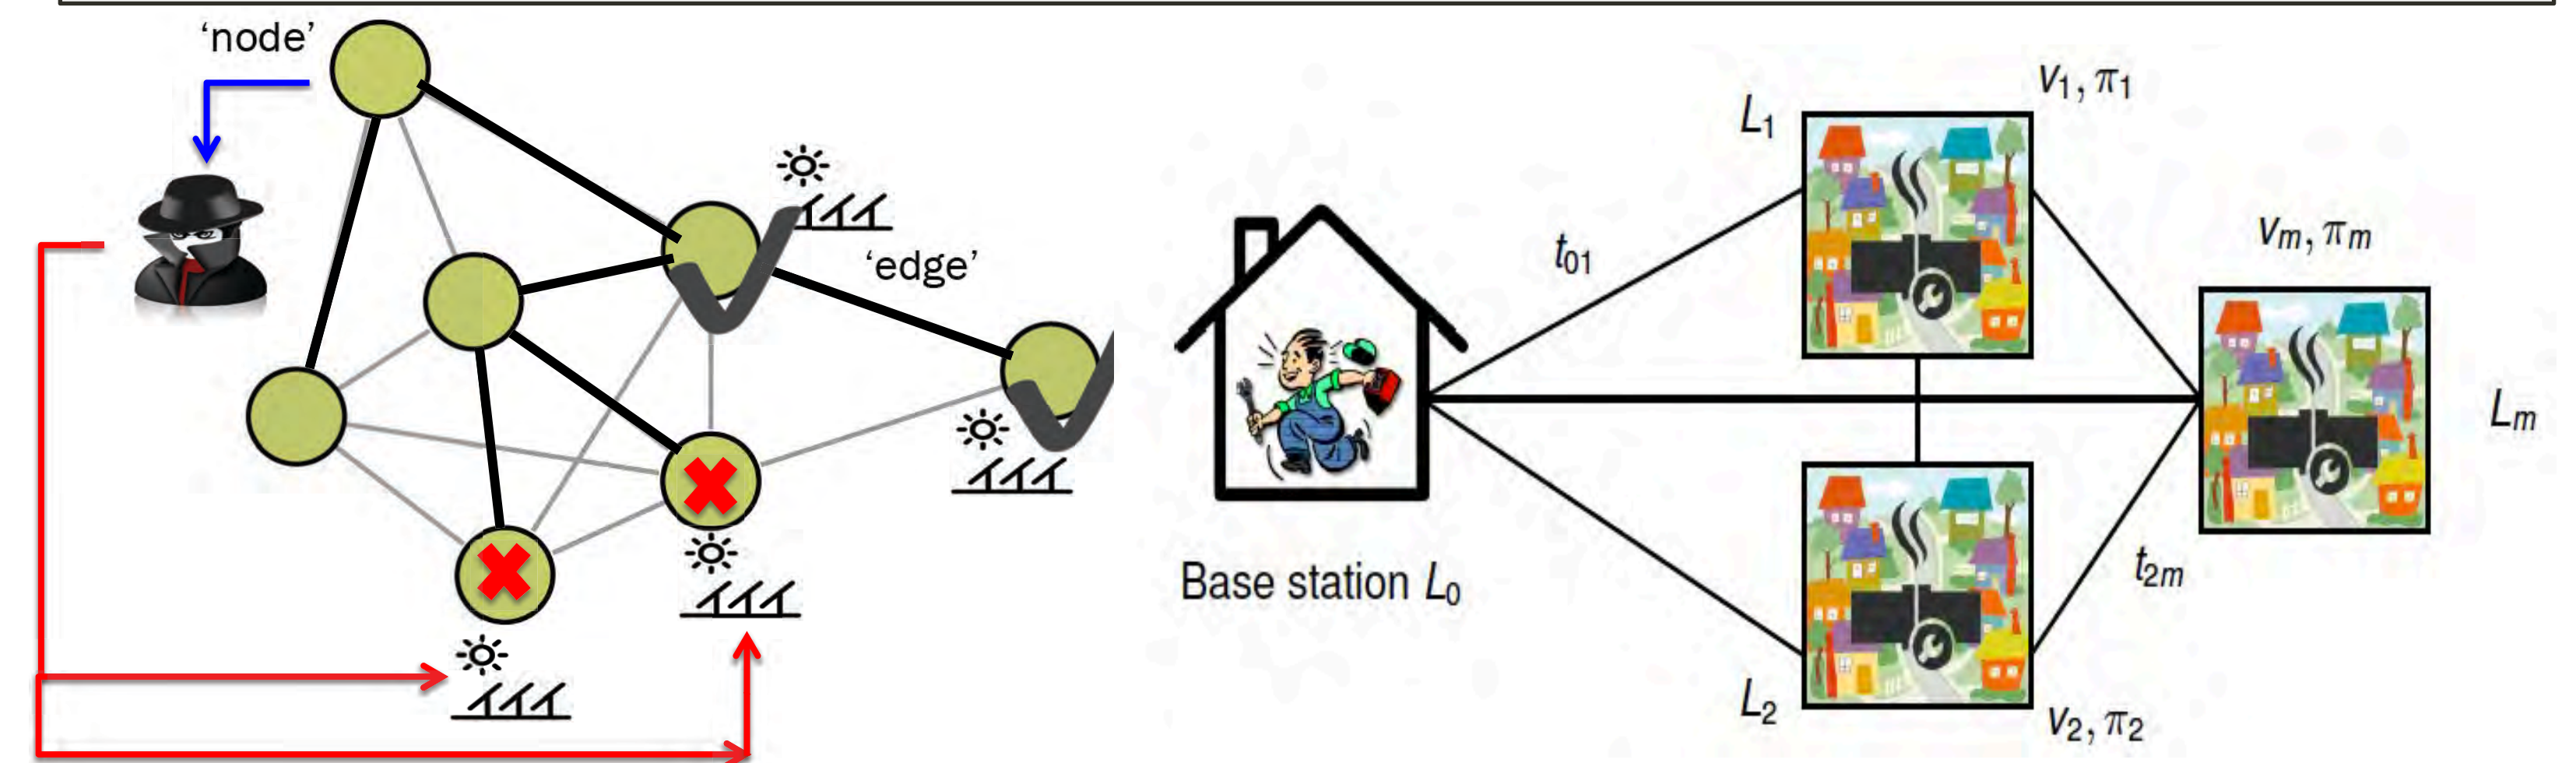 ‘node’
‘edge’
Base station L0
t01
L1
v1, π1
L2
v2, π2
t2m
vm, πm
Lm